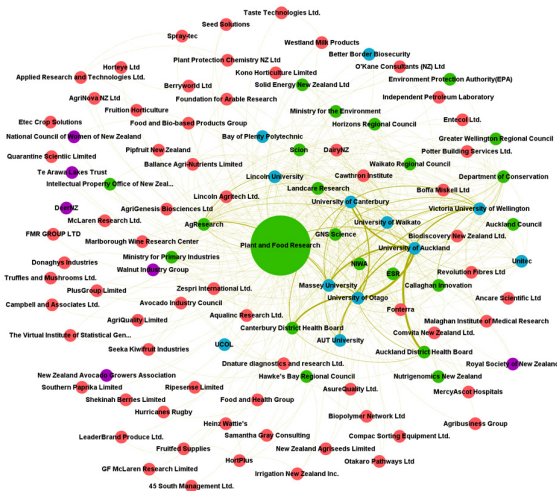 Taste Technologies Ltd.
Seed Solutions
Spray-tec
Westland Milk Products
Better Border Biosecurity
Plant Protection Chemistry NZ Ltd
O'Kane Consultants (NZ) Ltd
Horteye Ltd
Kono Horticulture Limited
Applied Research and Technologies Ltd.
Solid Energy New Zealand Ltd
Environment Protection Authority(EPA)
Berryworld Ltd
AgriNova NZ Ltd
Foundation for Arable Research
Independent Petroleum Laboratory
Fruition Horticulture
Ministry for the Environment
Entecol Ltd.
Etec Crop Solutions
Food and Bio-based Products Group
Horizons Regional Council
National Council of Women of New Zealand
Bay of Plenty Polytechnic
Greater Wellington Regional Council
Pipfruit New Zealand
Scion
DairyNZ
Potter Building Services Ltd.
Quarantine Scientic Limited
Ballance Agri-Nutrients Limited
Waikato Regional Council
Te Arawa Lakes Trust
Lincoln University
Cawthron Institute
Department of Conservation
Intellectual Property Office of New Zeal...
Landcare Research
Boffa Miskell Ltd
Lincoln Agritech Ltd.
University of Canterbury
DeerNZ
AgriGenesis Biosciences Ltd
Victoria University of Wellington
McLaren Research Ltd.
AgResearch
University of Waikato
Auckland Council
FMR GROUP LTD
GNS Science
Biodiscovery New Zealand Ltd.
Marlborough Wine Research Center
Plant and Food Research
University of Auckland
Ministry of Primary Industries
Donaghys Industries
NIWA
Unitec
Walnut Industry Group
ESR
Revolution Fibres Ltd
Truffles and Mushrooms Ltd.
Massey University
Callaghan Innovation
PlusGroup Limited
Zespri International Ltd.
University of Otago
Ancare Scientific Ltd
Campbell and Associates Ltd.
Avocado Industry Council
Fonterra
Aqualinc Research Ltd.
AgriQuality Limited
Malaghan Institute of Medical Research
Canterbury District Health Board
Comvita New Zealand Ltd.
The Virtual Institute of Statistical Gen...
AUT University
UCOL
Seeka Kiwifruit Industries
Auckland District Health Board
Dnature diagnostics and research Ltd.
Royal Society of New Zealand
New Zealand Avocado Growers Association
Hawke's Bay Regional Council
Nutrigenomics New Zealand
Southern Paprika Limited
Ripesense Limited
AsureQuality Ltd.
MercyAscot Hospitals
Shekinah Berries Limited
Food and Health Group
Hurricanes Rugby
Biopolymer Network Ltd
Heinz Wattie's
Agribusiness Group
LeaderBrand Produce Ltd.
Samantha Gray Consulting
Compac Sorting Equipment Ltd.
Fruitfed Supplies
New Zealand Agriseeds Limited
HortPlus
Otakaro Pathways Ltd
GF McLaren Research Limited
Irrigation New Zealand Inc.
45 South Management Ltd.